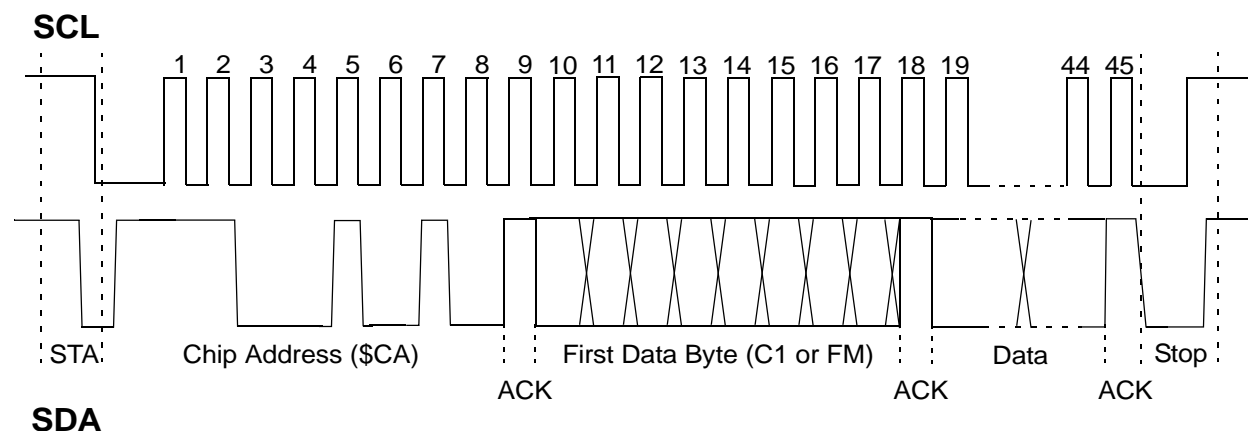 SCL
1 2 3 4 5 6 7 8 9 10 11 12 13 14 15 16 17 18 19 44 45
STA Chip Address ($CA) First Data Byte (C1 or FM) Data Stop
ACK ACK ACK
SDA